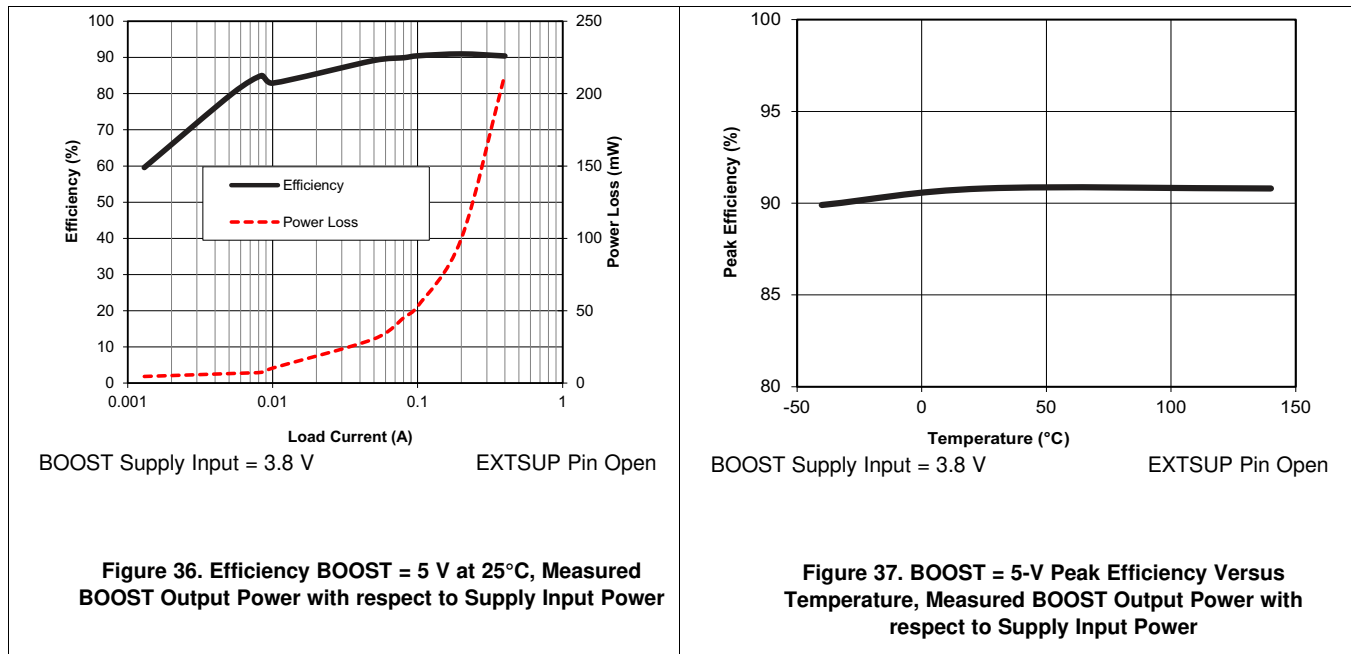 100
90
80
70
60
50
40
30
20
10
0
Efficiency (%)
250
200
150
100
50
0
Power Loss (mW)
Efficiency
Power Loss
0.001
0.01
0.1
1
Load Current (A)
BOOST Supply Input = 3.8 V
EXTSUP Pin Open
Figure 36. Efficiency BOOST = 5 V at 25°C, Measured
BOOST Output Power with respect to Supply Input Power
100
95
90
85
80
Peak Efficiency (%)
-50
0
50
100
150
Temperature (°C)
BOOST Supply Input = 3.8 V
EXTSUP Pin Open
Figure 37. BOOST = 5-V Peak Efficiency Versus
Temperature, Measured BOOST Output Power with
respect to Supply Input Power